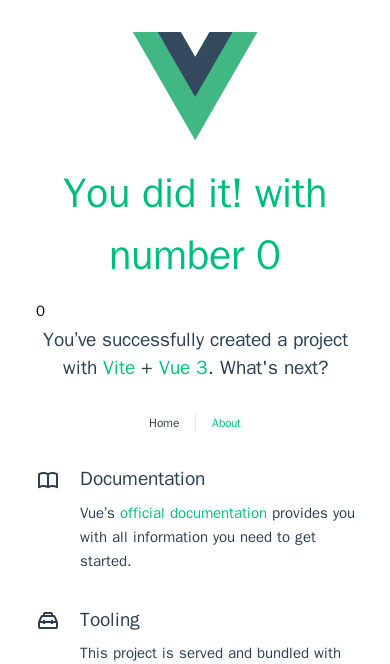 You did it! with
number 0
0
You’ve successfully created a project
with Vite + Vue 3. What's next?
Home
About
Documentation
Vue’s official documentation provides you
with all information you need to get
started.
Tooling
This project is served and bundled with